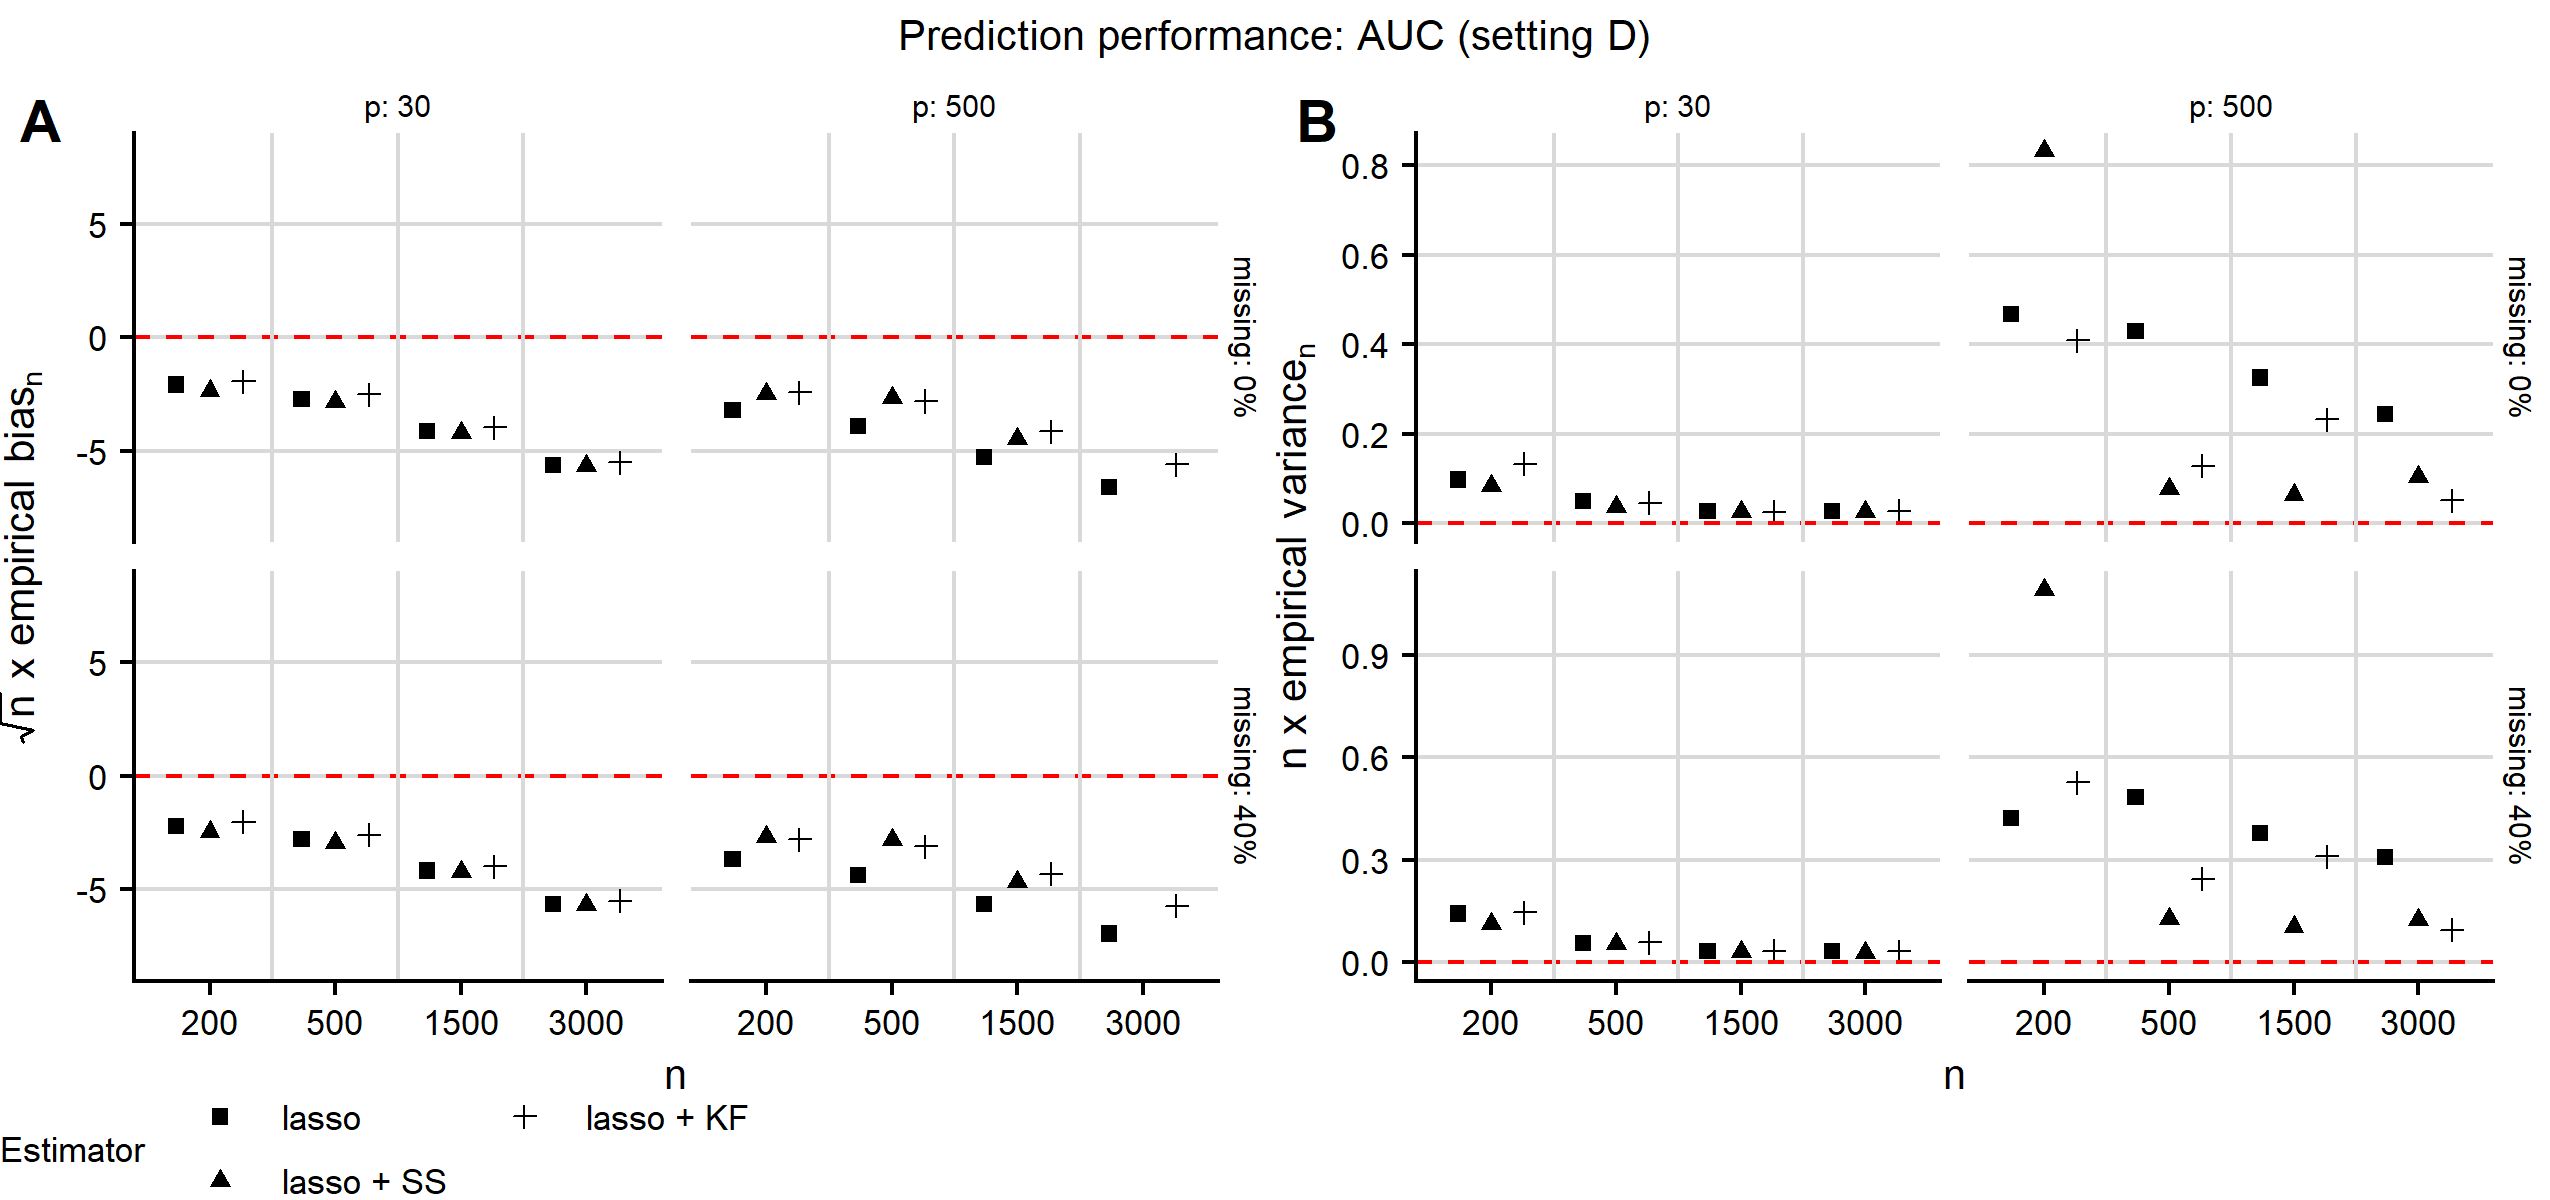 Prediction performance: AUC (setting D)
A
p: 30
p: 500
√n x empirical biasₙ
5
0
-5
missing: 0%
5
0
-5
missing: 40%
200
500
1500
3000
200
500
1500
3000
n
B
p: 30
p: 500
n x empirical varianceₙ
0.8
0.6
0.4
0.2
0.0
missing: 0%
0.9
0.6
0.3
0.0
missing: 40%
200
500
1500
3000
200
500
1500
3000
n
Estimator
lasso
lasso + SS
lasso + KF